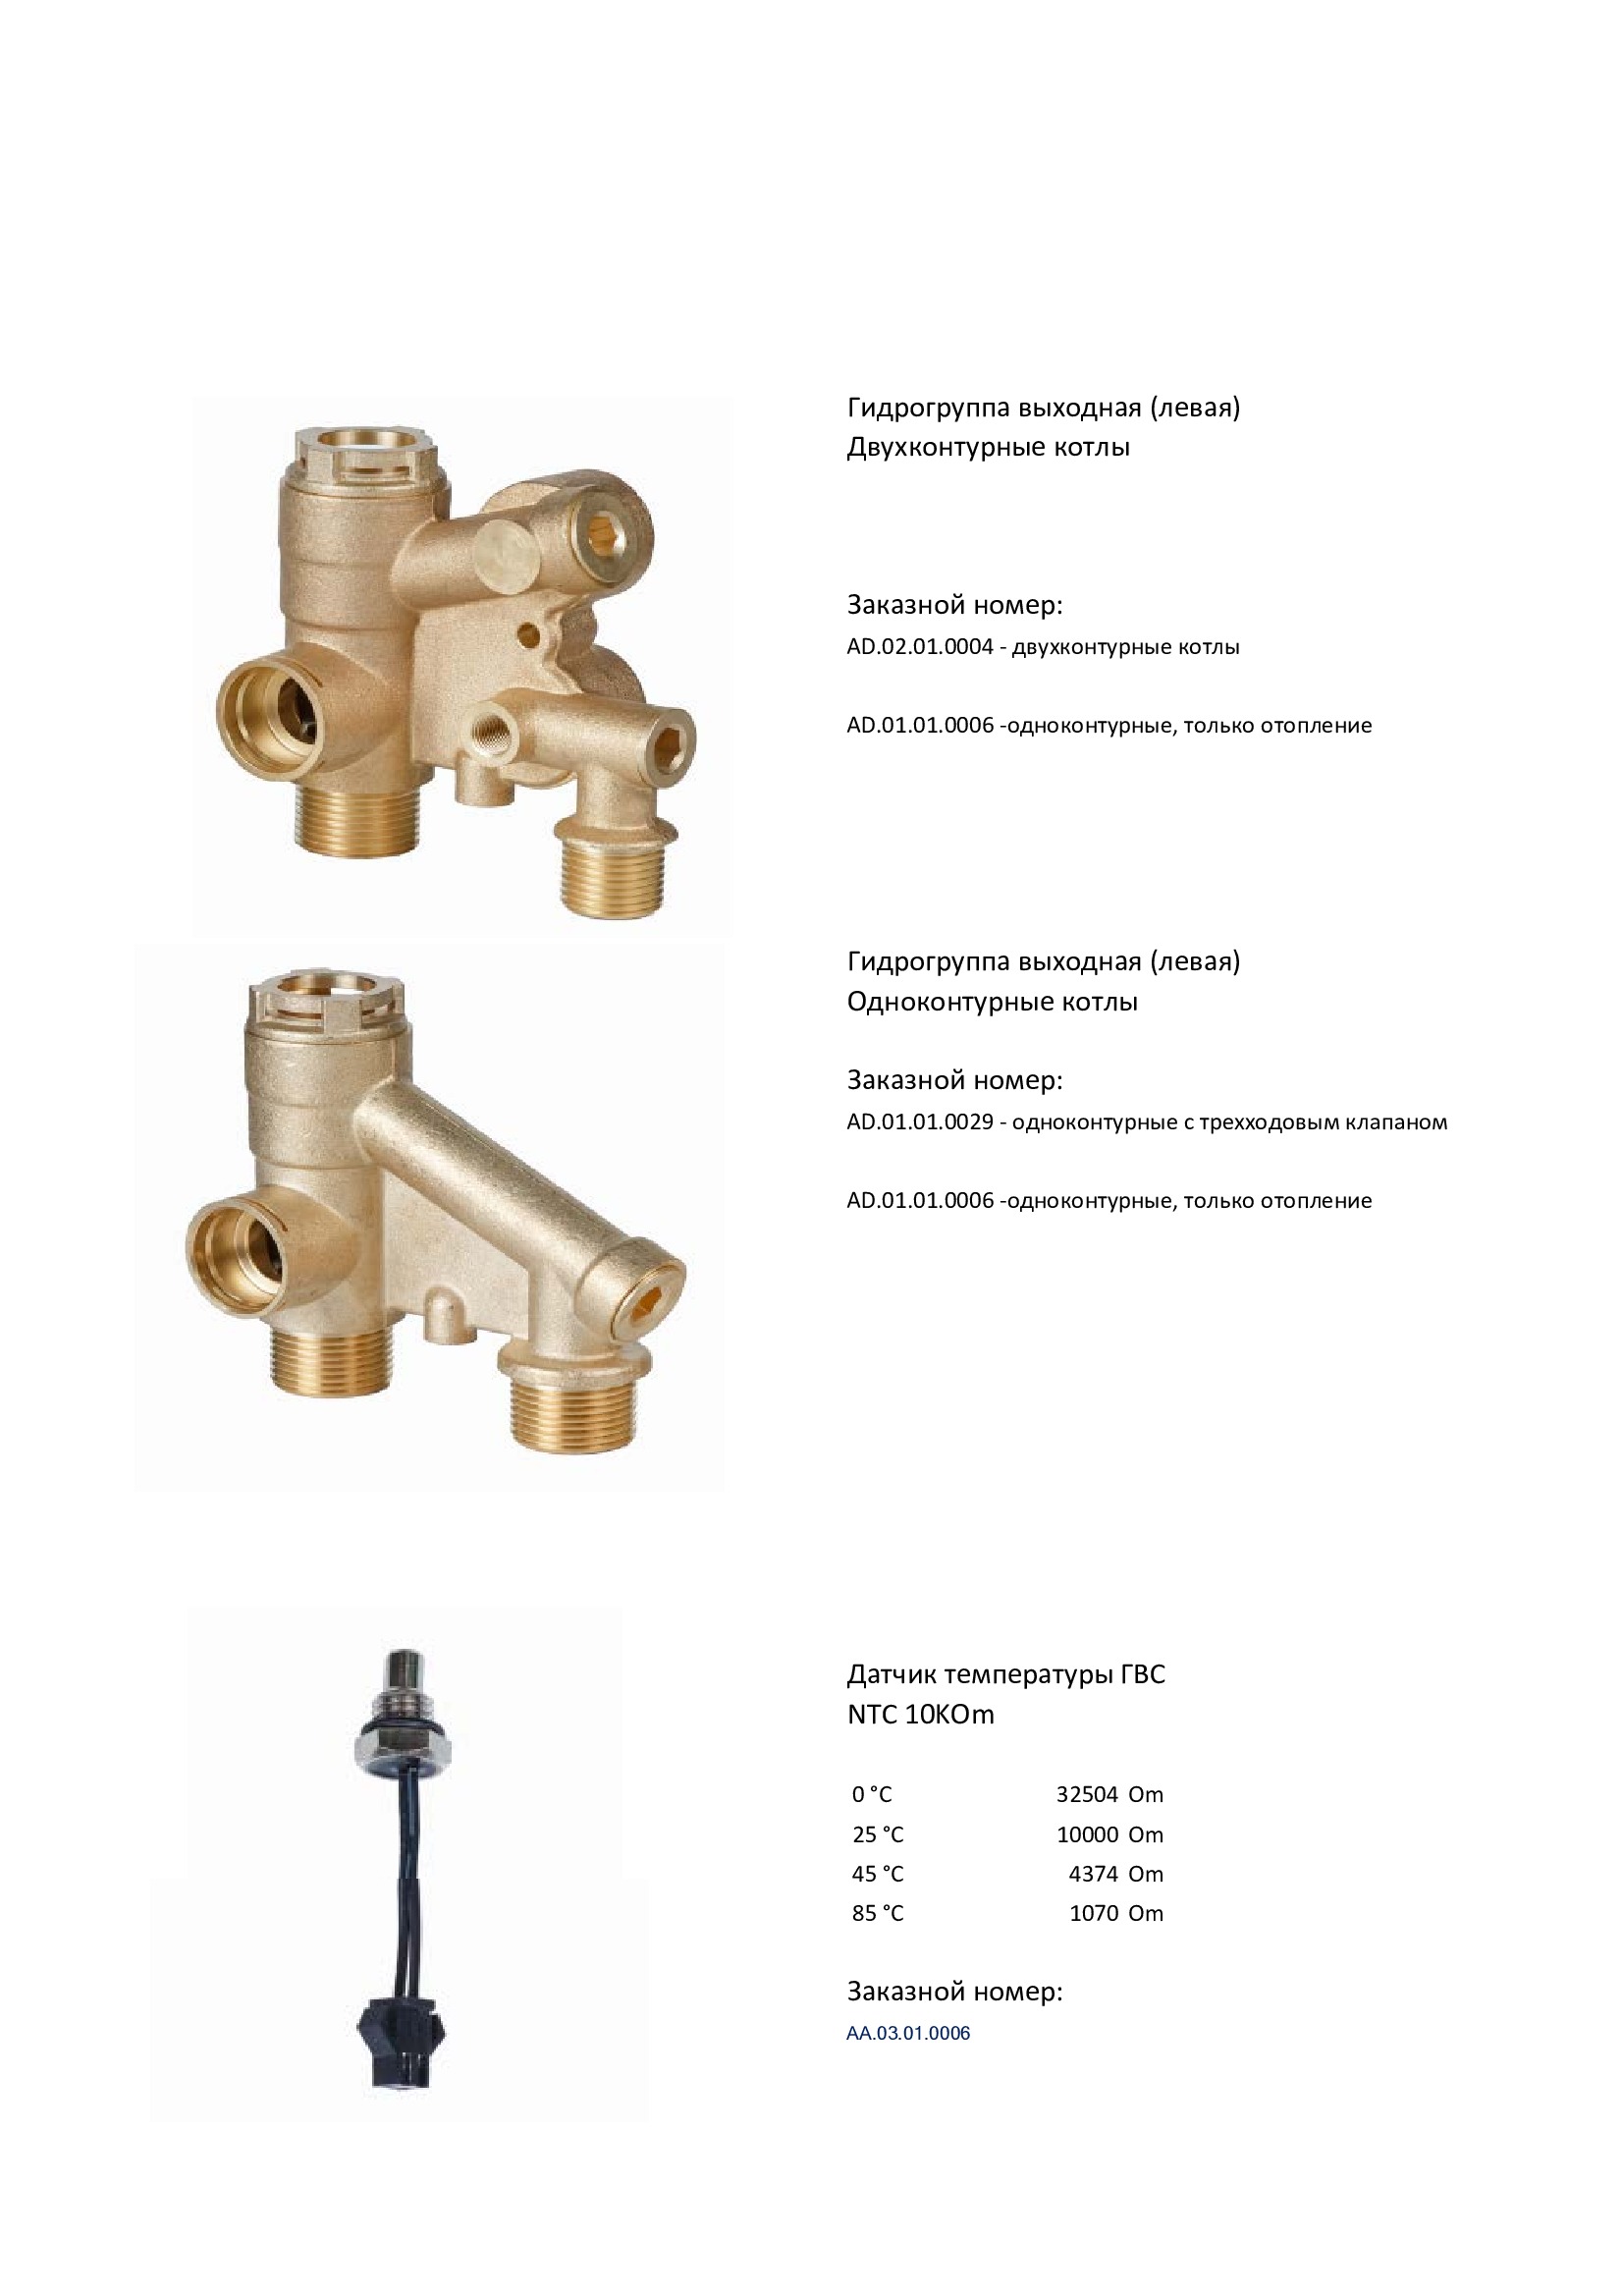 Гидрогруппа выходная (левая)
Двухконтурные котлы
Заказной номер:
AD.02.01.0004 - двухконтурные котлы
AD.01.01.0006 -одноконтурные, только отопление
Гидрогруппа выходная (левая)
Одноконтурные котлы
Заказной номер:
AD.01.01.0029 - одноконтурные с трехходовым клапаном
AD.01.01.0006 -одноконтурные, только отопление
Датчик температуры ГВС
NTC 10KOm
0 °C 32504 Om
25 °C 10000 Om
45 °C 4374 Om
85 °C 1070 Om
Заказной номер:
AA.03.01.0006